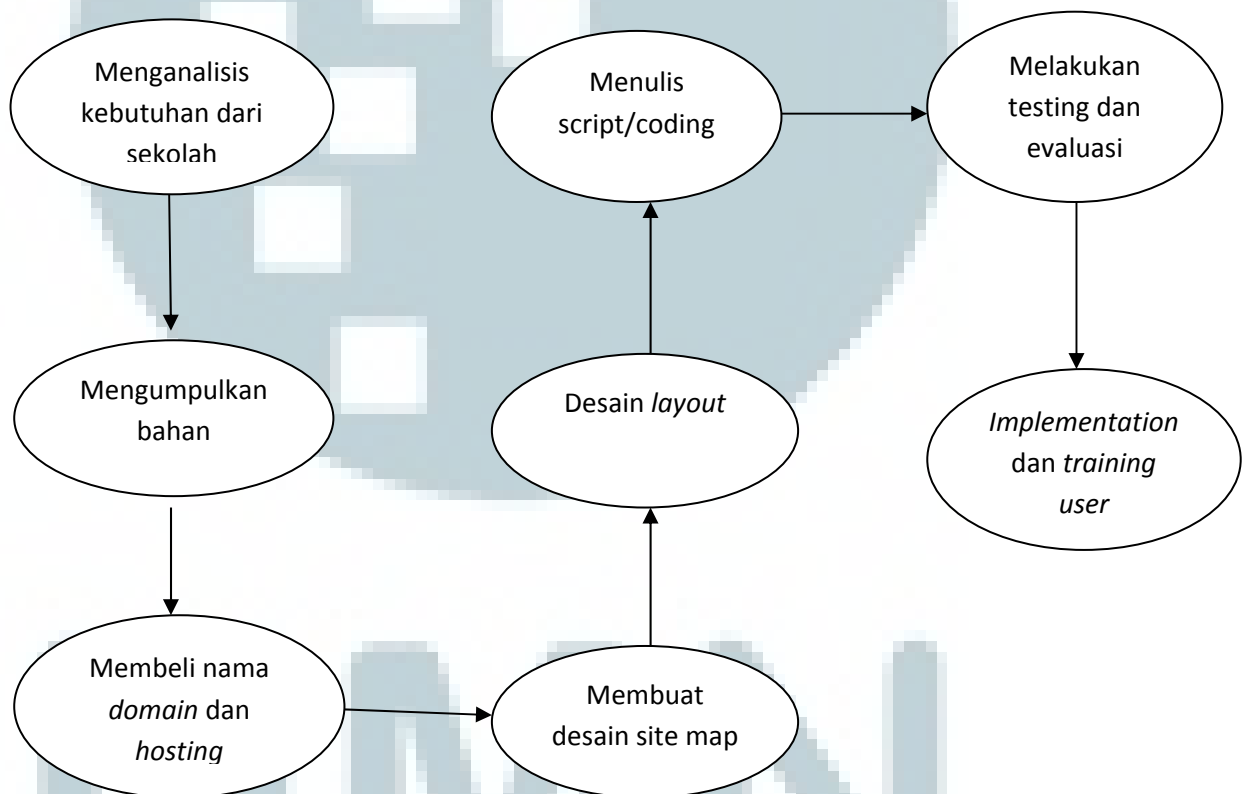 Menganalisis
kebutuhan dari
sekolah
Mengumpulkan
bahan
Membeli nama
domain dan
hosting
Membuat
desain site map
Desain layout
Menulis
script/coding
Melakukan
testing dan
evaluasi
Implementation
dan training
user